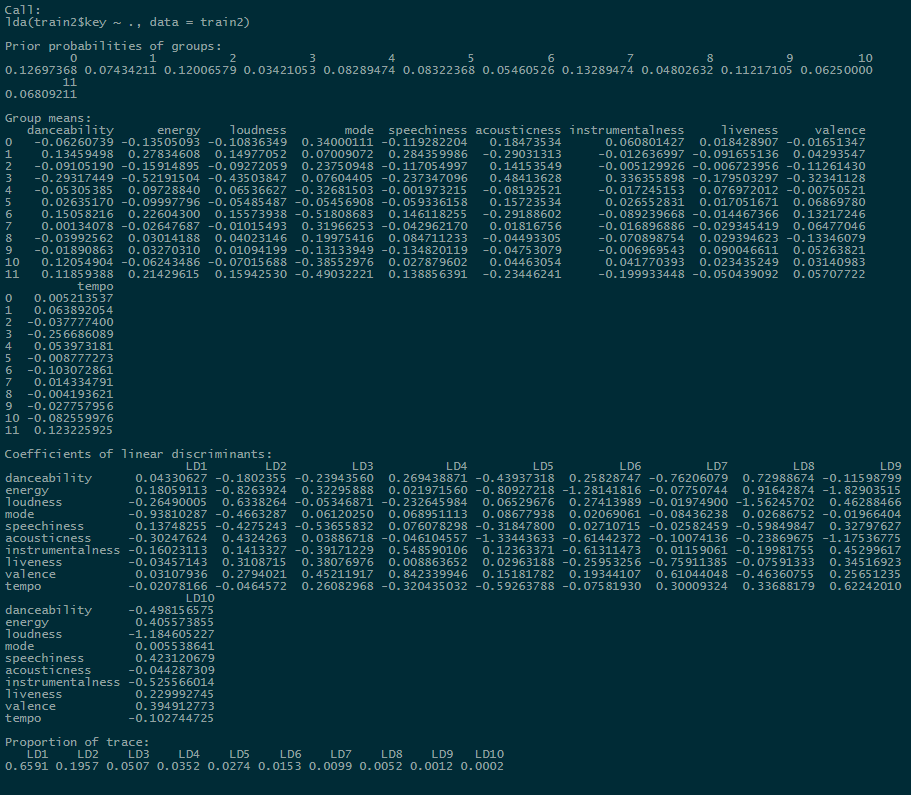 Call:
lda(train2$key ~ ., data = train2)
Prior probabilities of groups:
0 1 2 3 4 5 6 7 8 9 10
0.12697368 0.07434211 0.12006579 0.03421053 0.08289474 0.08322368 0.05460526 0.13289474 0.04802632 0.11217105 0.06250000
11
0.06809211
Group means:
danceability energy loudness mode speechiness acousticness instrumentalness liveness valence
0 -0.06260739 -0.13505093 -0.10836349 0.34000111 -0.119282204 0.18473534 0.060801427 0.018428907 -0.01651347
1 0.13459498 0.27834608 0.14977052 0.07009072 0.284359986 -0.29031313 -0.012636997 -0.091655136 0.04293547
2 -0.09105190 -0.15914895 -0.09272059 0.23750948 -0.117054997 0.14153549 -0.005129926 -0.006723956 -0.11261430
3 -0.29317449 -0.52191504 -0.43503847 0.07604405 -0.237347096 0.48413628 0.336355898 -0.179503297 -0.32341128
4 -0.05305385 0.09728840 0.06536627 -0.32681503 -0.001973215 -0.08192521 -0.017245153 0.076972012 -0.00750521
5 0.02635170 -0.09997796 -0.05485487 -0.05456908 -0.059336158 0.15723534 0.026552831 0.017051671 0.06869780
6 0.15058216 0.22604300 0.15573938 -0.51808683 0.146118255 -0.29188602 -0.089239668 -0.014467366 0.13217246
7 0.00134078 -0.02647687 -0.01015493 0.31966253 -0.042962170 0.01816756 -0.016896886 -0.029345419 0.06477046
8 -0.03992562 0.03014188 0.04023146 0.19975416 0.084711233 -0.04493305 -0.070898754 0.029394623 -0.13346079
9 -0.01890863 0.03270310 0.01094199 -0.13133949 -0.134820119 -0.04753079 -0.006969543 0.090046611 0.05263821
10 0.12054904 -0.06243486 -0.07015688 -0.38552976 0.027879602 0.04463054 0.041770393 0.023435249 0.03140983
11 0.11859388 0.21429615 0.15942530 -0.49032221 0.138856391 -0.23446241 -0.199933448 -0.050439092 0.05707722
tempo
0 0.005213537
1 0.063892054
2 -0.037777400
3 -0.256686089
4 0.053973181
5 -0.008777273
6 -0.103072861
7 0.014334791
8 -0.004193621
9 -0.027757956
10 -0.082559976
11 0.123225925
Coefficients of linear discriminants:
LD1 LD2 LD3 LD4 LD5 LD6 LD7 LD8 LD9
danceability 0.04330627 -0.1802355 -0.23943560 0.269438871 -0.43937318 0.25828747 -0.76206079 0.72988674 -0.11598799
energy 0.18059113 -0.8263924 0.32295888 0.021971560 -0.80927218 -1.28141816 -0.07750744 0.91642874 -1.82903515
loudness -0.26490005 0.6338264 -0.05346871 -0.232645984 0.06529676 0.27413989 -0.01974900 -1.56245702 0.46288466
mode -0.93810287 -0.4663287 0.06120250 0.068951113 0.08677938 0.02069061 -0.08436238 0.02686752 -0.01966404
speechiness 0.13748255 -0.4275243 -0.53655832 0.076078298 -0.31847800 0.02710715 -0.02582459 -0.59849847 0.32797627
acousticness -0.30247624 0.4324263 0.03886718 -0.046104557 -1.33443633 -0.61442372 -0.10074136 -0.23869675 -1.17536775
instrumentalness -0.16023113 0.1413327 -0.39171229 0.548590106 0.12363371 -0.61311473 0.01159061 -0.19981755 0.45299617
liveness -0.03457143 0.3108715 0.38076976 0.008863652 0.02963188 -0.25953256 -0.75911385 -0.07591333 0.34516923
valence 0.03107936 0.2794021 0.45211917 0.842339946 0.15181782 0.19344107 0.61044048 -0.46360755 0.25651235
tempo -0.02078166 -0.0464572 0.26082968 -0.320435032 -0.59263788 -0.07581930 0.30009324 0.33688179 0.62242010
LD10
danceability -0.498156575
energy 0.405573855
loudness -1.184605227
mode 0.005538641
speechiness 0.423120679
acousticness -0.044287309
instrumentalness -0.525566014
liveness 0.229992745
valence 0.394912773
tempo -0.102744725
Proportion of trace:
LD1 LD2 LD3 LD4 LD5 LD6 LD7 LD8 LD9 LD10
0.6591 0.1957 0.0507 0.0352 0.0274 0.0153 0.0099 0.0052 0.0012 0.0002